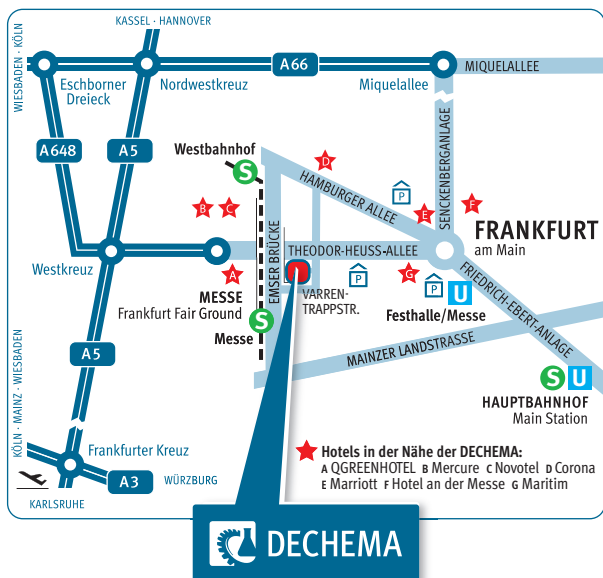 KASSEL · HANNOVER
WIESBADEN · KÖLN
A66
MIQUELALLEE
Eschborner
Dreieck
Nordwestkreuz
Miquelallee
A648
A5
Westbahnhof
S
D
HAMBURGER ALLEE
SENCKENBERGANLAGE
P
B
C
E
F
FRANKFURT
am Main
Westkreuz
EMSER BRÜCKE
THEODOR-HEUSS-ALLEE
A
P
G
P
U
FRIEDRICH-EBERT-ANLAGE
MESSE
Frankfurt Fair Ground
VARREN-
TRAPPSTR.
Festhalle/Messe
S
Messe
MAINZER LANDSTRASSE
A5
S U
HAUPTBAHNHOF
Main Station
KÖLN · MAINZ · WIESBADEN
Frankfurter Kreuz
A3
WÜRZBURG
KARLSRUHE
Hotels in der Nähe der DECHEMA:
A QGREENHOTEL B Mercure C Novotel D Corona
E Marriott F Hotel an der Messe G Maritim
DECHEMA